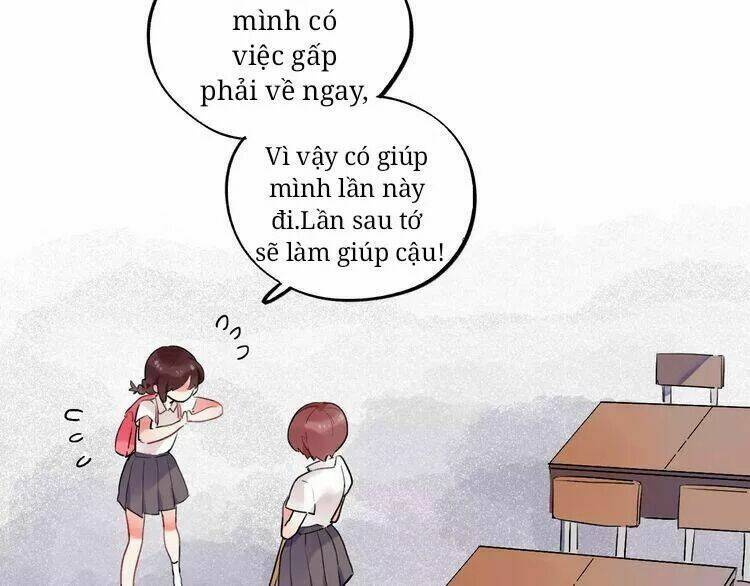 mình có
việc gấp
phải về ngay,
Vì vậy có giúp
mình lần này
đi.Lần sau tớ
sẽ làm giúp cậu!